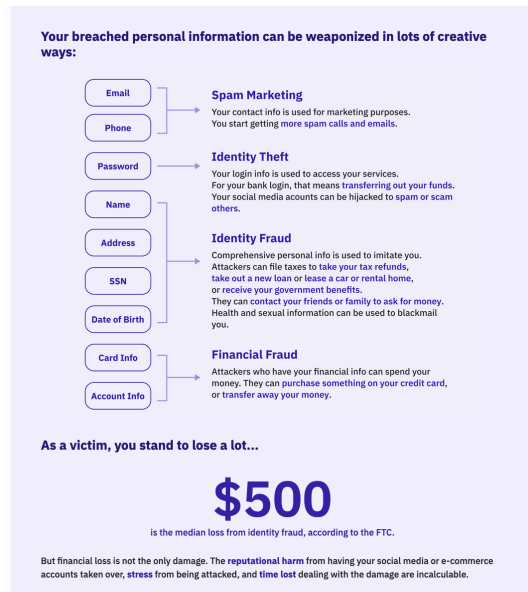 Your breached personal information can be weaponized in lots of creative
ways:
Email
Phone
Spam Marketing
Your contact info is used for marketing purposes.
You start getting more spam calls and emails.
Password
Identity Theft
Your login info is used to access your services.
For your bank login, that means transferring out your funds.
Your social media acounts can be hijacked to spam or scam
others.
Name
Address
SSN
Date of Birth
Identity Fraud
Comprehensive personal info is used to imitate you.
Attackers can file taxes to take your tax refunds,
take out a new loan or lease a car or rental home,
or receive your government benefits.
They can contact your friends or family to ask for money.
Health and sexual information can be used to blackmail
you.
Card Info
Account Info
Financial Fraud
Attackers who have your financial info can spend your
money. They can purchase something on your credit card,
or transfer away your money.
As a victim, you stand to lose a lot...
$500
is the median loss from identity fraud, according to the FTC.
But financial loss is not the only damage. The reputational harm from having your social media or e-commerce
accounts taken over, stress from being attacked, and time lost dealing with the damage are incalculable.